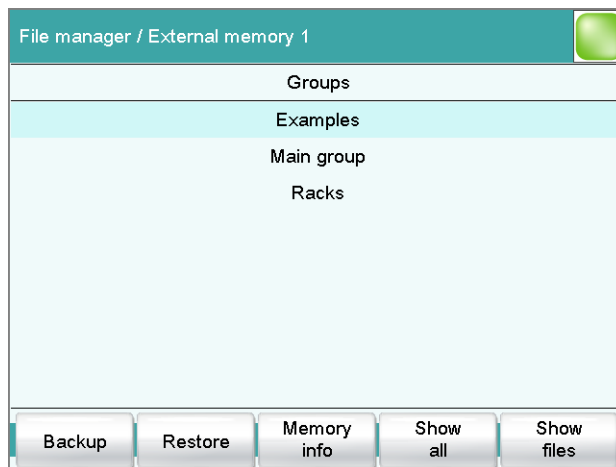 File manager / External memory 1
Groups
Examples
Main group
Racks
Backup
Restore
Memory
info
Show
all
Show
files